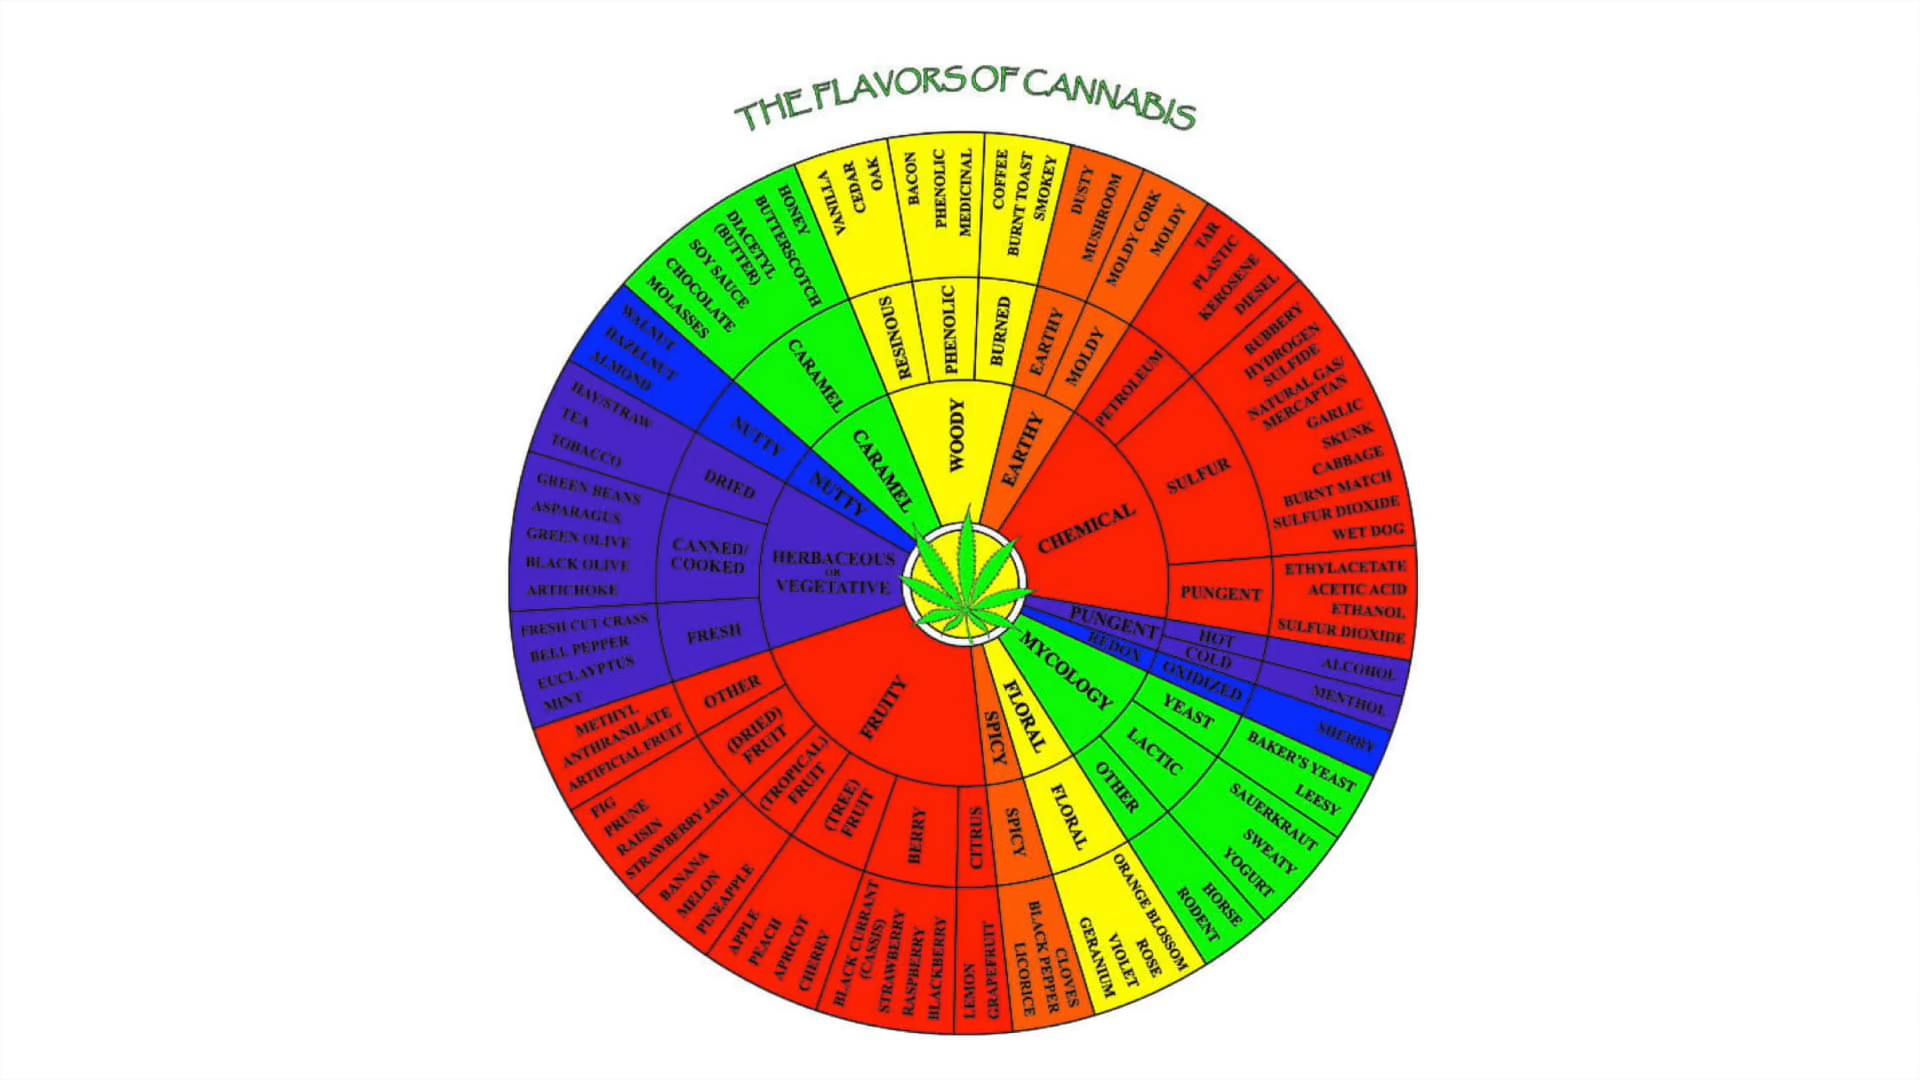 THE FLAVORS OF CANNABIS
WOODY
RESINOUS
VANILLA
CEDAR
OAK
PHENOLIC
BACON
PHENOLIC
MEDICINAL
BURNED
COFFEE
BURNT TOAST
SMOKEY
EARTHY
EARTHY
DUSTY
MUSHROOM
MOLDY
MOLDY CORK
MOLDY
CHEMICAL
PETROLEUM
TAR
PLASTIC
KEROSENE
DIESEL
SULFUR
RUBBERY
HYDROGEN
SULFIDE
NATURAL GAS/
MERCAPTAN
GARLIC
SKUNK
CABBAGE
BURNT MATCH
SULFUR DIOXIDE
WET DOG
PUNGENT
ETHYLACETATE
ACETIC ACID
ETHANOL
SULFUR DIOXIDE
PUNGENT
HOT
ALCOHOL
COLD
MENTHOL
REDOX
OXIDIZED
SHERRY
MYCOLOGY
YEAST
BAKER'S YEAST
LEESY
LACTIC
SAUERKRAUT
SWEATY
YOGURT
OTHER
HORSE
RODENT
FLORAL
FLORAL
ORANGE BLOSSOM
ROSE
VIOLET
GERANIUM
SPICY
SPICY
CLOVES
BLACK PEPPER
LICORICE
FRUITY
CITRUS
GRAPEFRUIT
LEMON
BERRY
BLACKBERRY
RASPBERRY
STRAWBERRY
BLACK CURRANT
(CASSIS)
(TREE)
FRUIT
CHERRY
APRICOT
PEACH
APPLE
(TROPICAL)
FRUIT
PINEAPPLE
MELON
BANANA
(DRIED)
FRUIT
STRAWBERRY JAM
RAISIN
PRUNE
FIG
OTHER
ARTIFICIAL FRUIT
METHYL
ANTHRANILATE
HERBACEOUS
OR
VEGETATIVE
FRESH
FRESH CUT CRASS
BELL PEPPER
EUCLAYPTUS
MINT
CANNED/
COOKED
GREEN BEANS
ASPARAGUS
GREEN OLIVE
BLACK OLIVE
ARTICHOKE
DRIED
HAY/STRAW
TEA
TOBACCO
NUTTY
NUTTY
WALNUT
HAZELNUT
ALMOND
CARAMEL
CARAMEL
HONEY
BUTTERSCOTCH
DIACETYL
(BUTTER)
SOY SAUCE
CHOCOLATE
MOLASSES